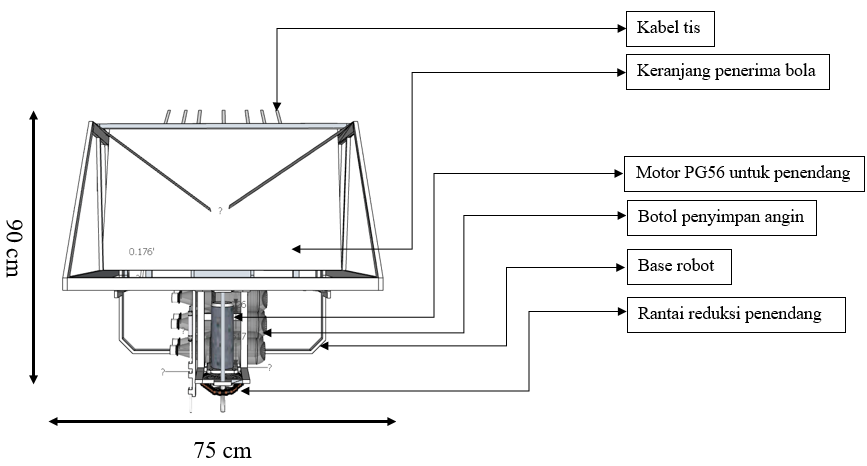 Kabel tis
Keranjang penerima bola
Motor PG56 untuk penendang
Botol penyimpan angin
Base robot
Rantai reduksi penendang
90 cm
?
0.176'
?
?
75 cm